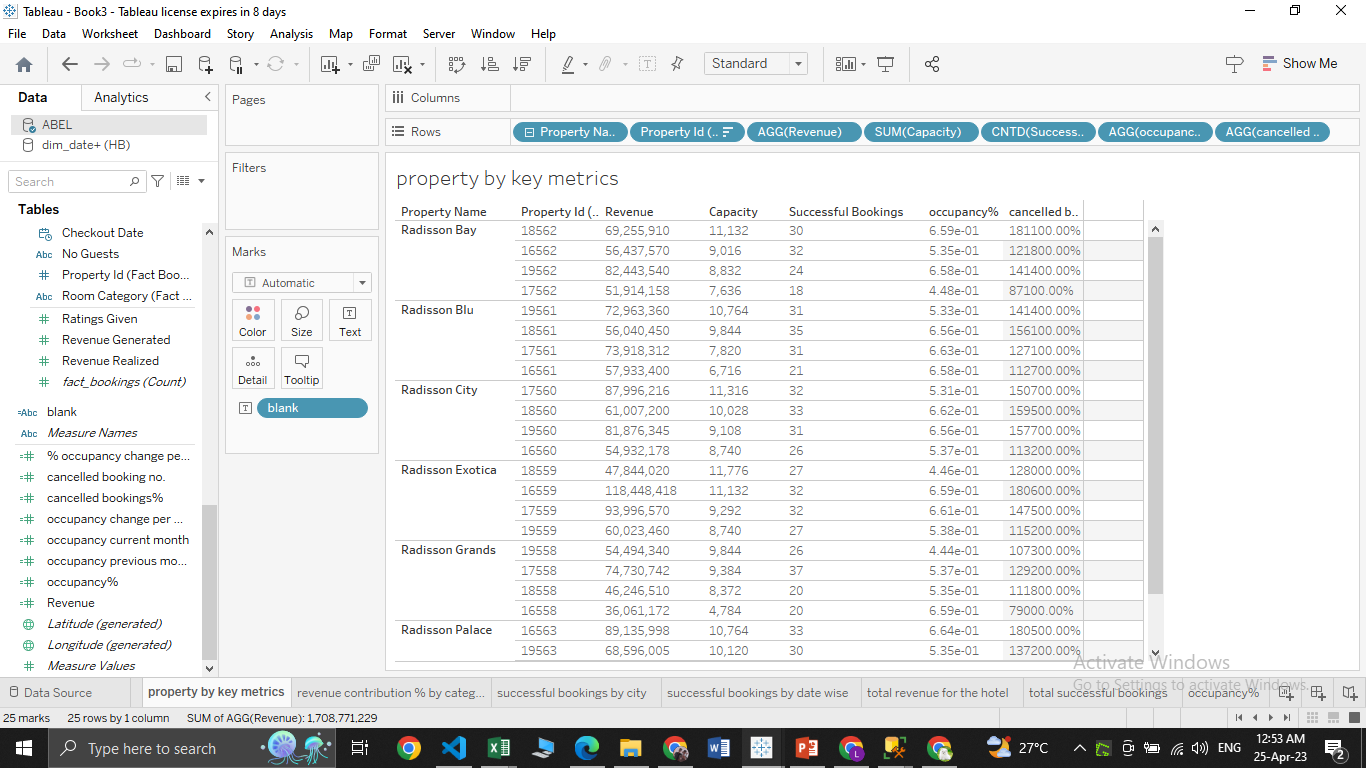 Tableau - Book3 - Tableau license expires in 8 days
File Data Worksheet Dashboard Story Analysis Map Format Server Window Help
Standard
Show Me
Data Analytics
ABEL
dim_date+ (HB)
Search
Tables
Checkout Date
Abc No Guests
# Property Id (Fact Boo...
Abc Room Category (Fact ...
# Ratings Given
# Revenue Generated
# Revenue Realized
# fact_bookings (Count)
=Abc blank
Abc Measure Names
=# % occupancy change pe...
=# cancelled booking no.
=# cancelled bookings%
=# occupancy change per ...
=# occupancy current month
=# occupancy previous mo...
=# occupancy%
=# Revenue
Latitude (generated)
Longitude (generated)
# Measure Values
Pages
Filters
Marks
Automatic
Color Size Text
Detail Tooltip
blank
Columns
Rows Property Na.. Property Id (.. AGG(Revenue) SUM(Capacity) CNTD(Success.. AGG(occupanc.. AGG(cancelled ..
property by key metrics
Property Name Property Id (.. Revenue Capacity Successful Bookings occupancy% cancelled b..
Radisson Bay 18562 69,255,910 11,132 30 6.59e-01 181100.00%
16562 56,437,570 9,016 32 5.35e-01 121800.00%
19562 82,443,540 8,832 24 6.58e-01 141400.00%
17562 51,914,158 7,636 18 4.48e-01 87100.00%
Radisson Blu 19561 72,963,360 10,764 31 5.33e-01 141400.00%
18561 56,040,450 9,844 35 6.56e-01 156100.00%
17561 73,918,312 7,820 31 6.63e-01 127100.00%
16561 57,933,400 6,716 21 6.58e-01 112700.00%
Radisson City 17560 87,996,216 11,316 32 5.31e-01 150700.00%
18560 61,007,200 10,028 33 6.62e-01 159500.00%
19560 81,876,345 9,108 31 6.56e-01 157700.00%
16560 54,932,178 8,740 26 5.37e-01 113200.00%
Radisson Exotica 18559 47,844,020 11,776 27 4.46e-01 128000.00%
16559 118,448,418 11,132 32 6.59e-01 180600.00%
17559 93,996,570 9,292 32 6.61e-01 147500.00%
19559 60,023,460 8,740 27 5.38e-01 115200.00%
Radisson Grands 19558 54,494,340 9,844 26 4.44e-01 107300.00%
17558 74,730,742 9,384 37 5.37e-01 129200.00%
18558 46,246,510 8,372 20 5.35e-01 111800.00%
16558 36,061,172 4,784 20 6.59e-01 79000.00%
Radisson Palace 16563 89,135,998 10,764 33 6.64e-01 180500.00%
19563 68,596,005 10,120 30 5.35e-01 137200.00%
Activate Windows
Go to Settings to activate Windows.
Data Source property by key metrics revenue contribution % by categ... successful bookings by city successful bookings by date wise total revenue for the hotel total successful bookings occupancy%
25 marks 25 rows by 1 column SUM of AGG(Revenue): 1,708,771,229
Type here to search
27°C
ENG
12:53 AM
25-Apr-23
2